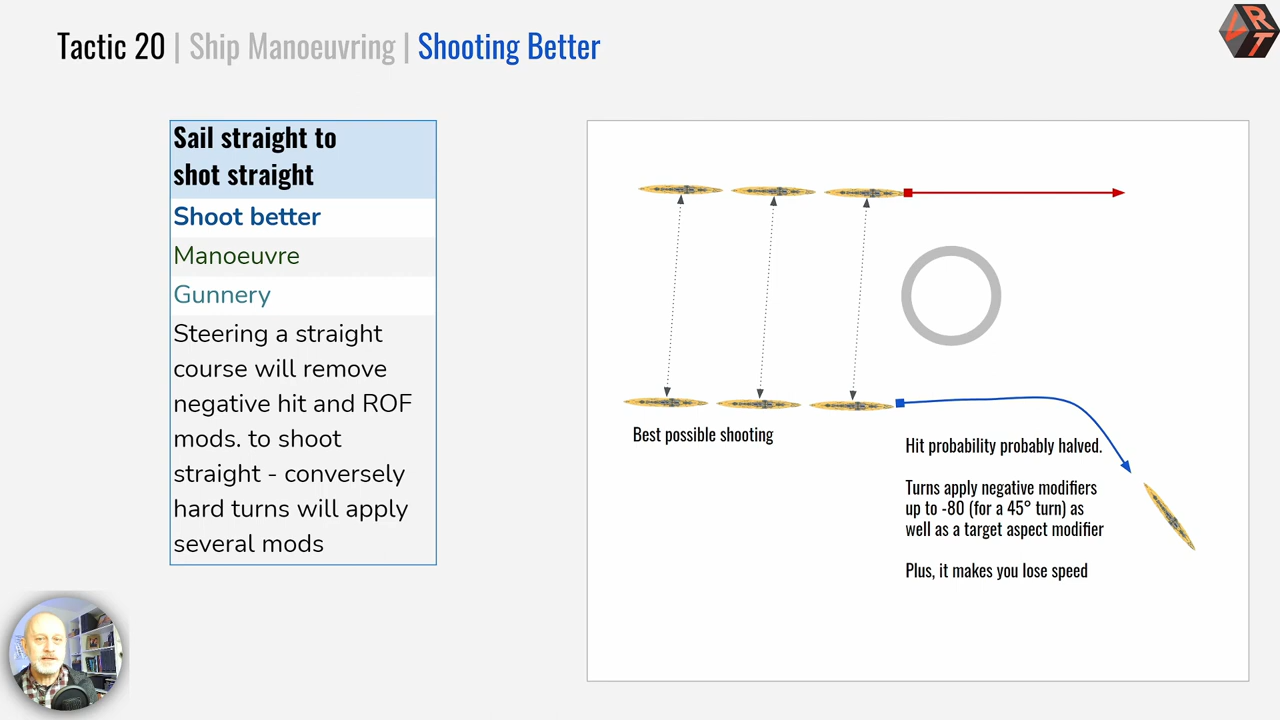 Tactic 20 | Ship Manoeuvring | Shooting Better
LRT
Sail straight to
shot straight
Shoot better
Manoeuvre
Gunnery
Steering a straight
course will remove
negative hit and ROF
mods. to shoot
straight - conversely
hard turns will apply
several mods
Best possible shooting
Hit probability probably halved.
Turns apply negative modifiers
up to -80 (for a 45° turn) as
well as a target aspect modifier
Plus, it makes you lose speed